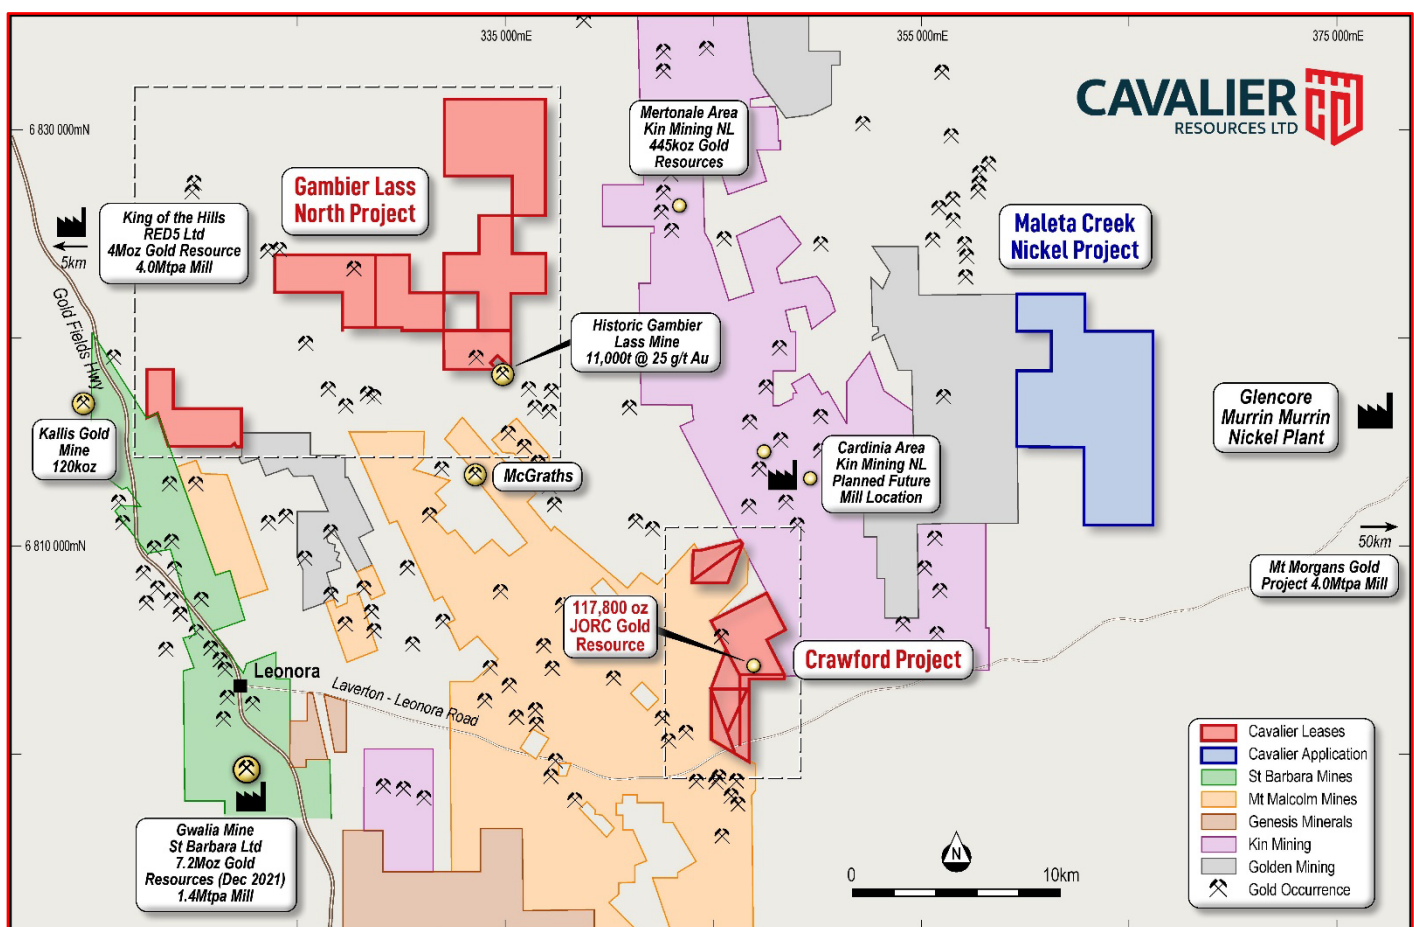 335 000mE
355 000mE
375 000mE
CAVALIER
RESOURCES LTD
6 830 000mN
Mertonale Area
Kin Mining NL
445koz Gold
Resources
Gambier Lass
North Project
King of the Hills
RED5 Ltd
4Moz Gold Resource
4.0Mtpa Mill
5km
Maleta Creek
Nickel Project
Gold Fields Hwy
Historic Gambier
Lass Mine
11,000t @ 25 g/t Au
Glencore
Murrin Murrin
Nickel Plant
Kallis Gold
Mine
120koz
McGraths
Cardinia Area
Kin Mining NL
Planned Future
Mill Location
6 810 000mN
50km
Mt Morgans Gold
Project 4.0Mtpa Mill
117,800 oz
JORC Gold
Resource
Crawford Project
Leonora
Laverton - Leonora Road
Gwalia Mine
St Barbara Ltd
7.2Moz Gold
Resources (Dec 2021)
1.4Mtpa Mill
N
0
10km
Cavalier Leases
Cavalier Application
St Barbara Mines
Mt Malcolm Mines
Genesis Minerals
Kin Mining
Golden Mining
Gold Occurrence